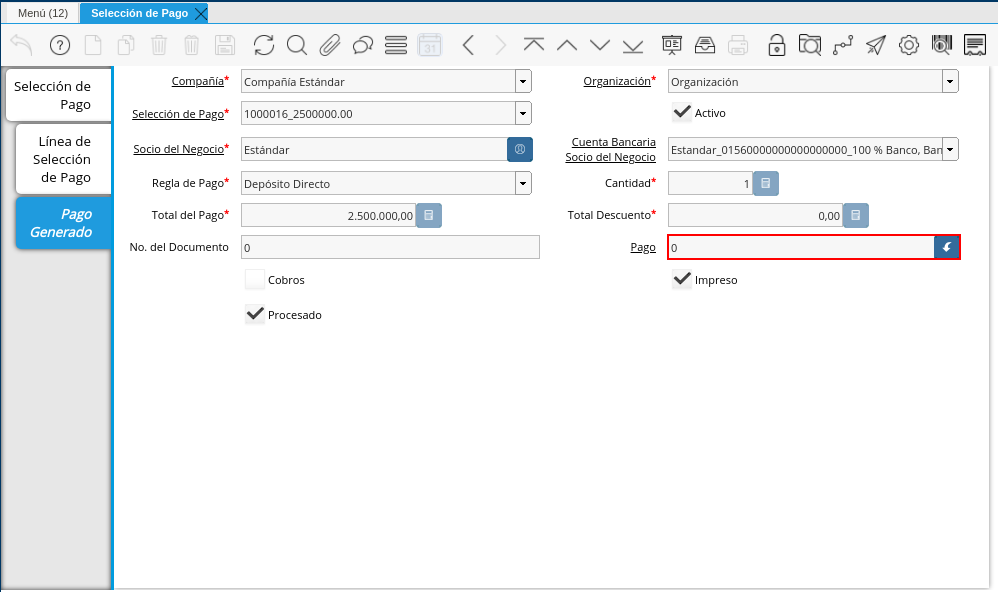 Menú (12)
Selección de Pago
31
Selección de
Pago
Línea de
Selección
de Pago
Pago
Generado
Compañía* Compañía Estándar
Organización* Organización
Selección de Pago* 1000016_2500000.00
Activo
Socio del Negocio* Estándar
Cuenta Bancaria
Socio del Negocio Estandar_01560000000000000000_100 % Banco, Ban
Regla de Pago* Depósito Directo
Cantidad* 1
Total del Pago* 2.500.000,00
Total Descuento* 0,00
No. del Documento 0
Pago 0
Cobros
Impreso
Procesado